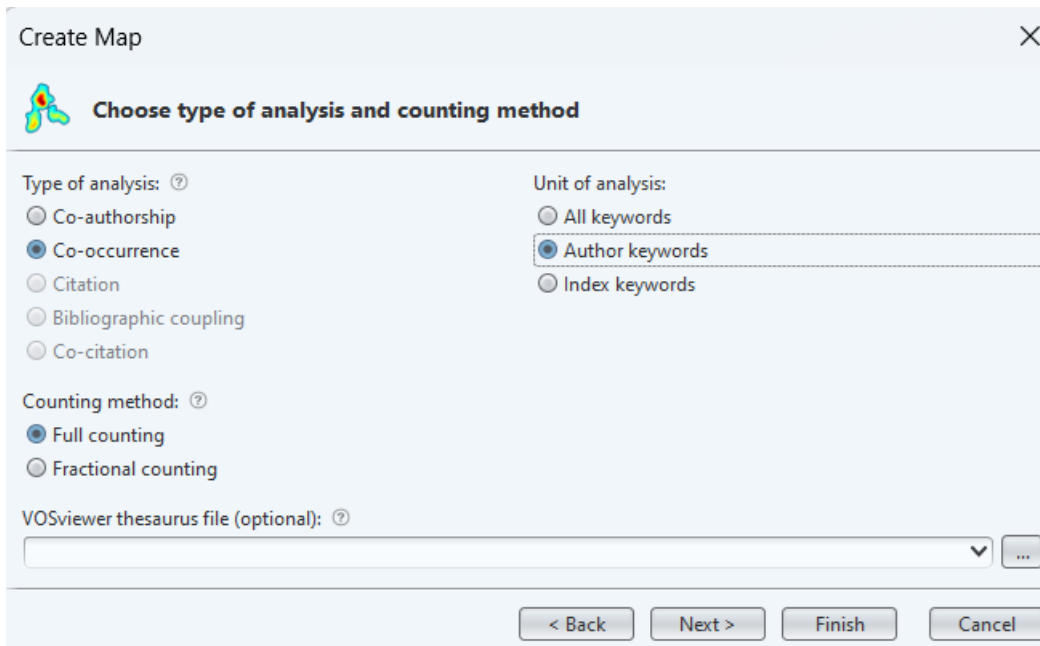 Create Map
Choose type of analysis and counting method
Type of analysis: ?
Co-authorship
Co-occurrence
Citation
Bibliographic coupling
Co-citation
Unit of analysis:
All keywords
Author keywords
Index keywords
Counting method: ?
Full counting
Fractional counting
VOSviewer thesaurus file (optional): ?
...
< Back
Next >
Finish
Cancel